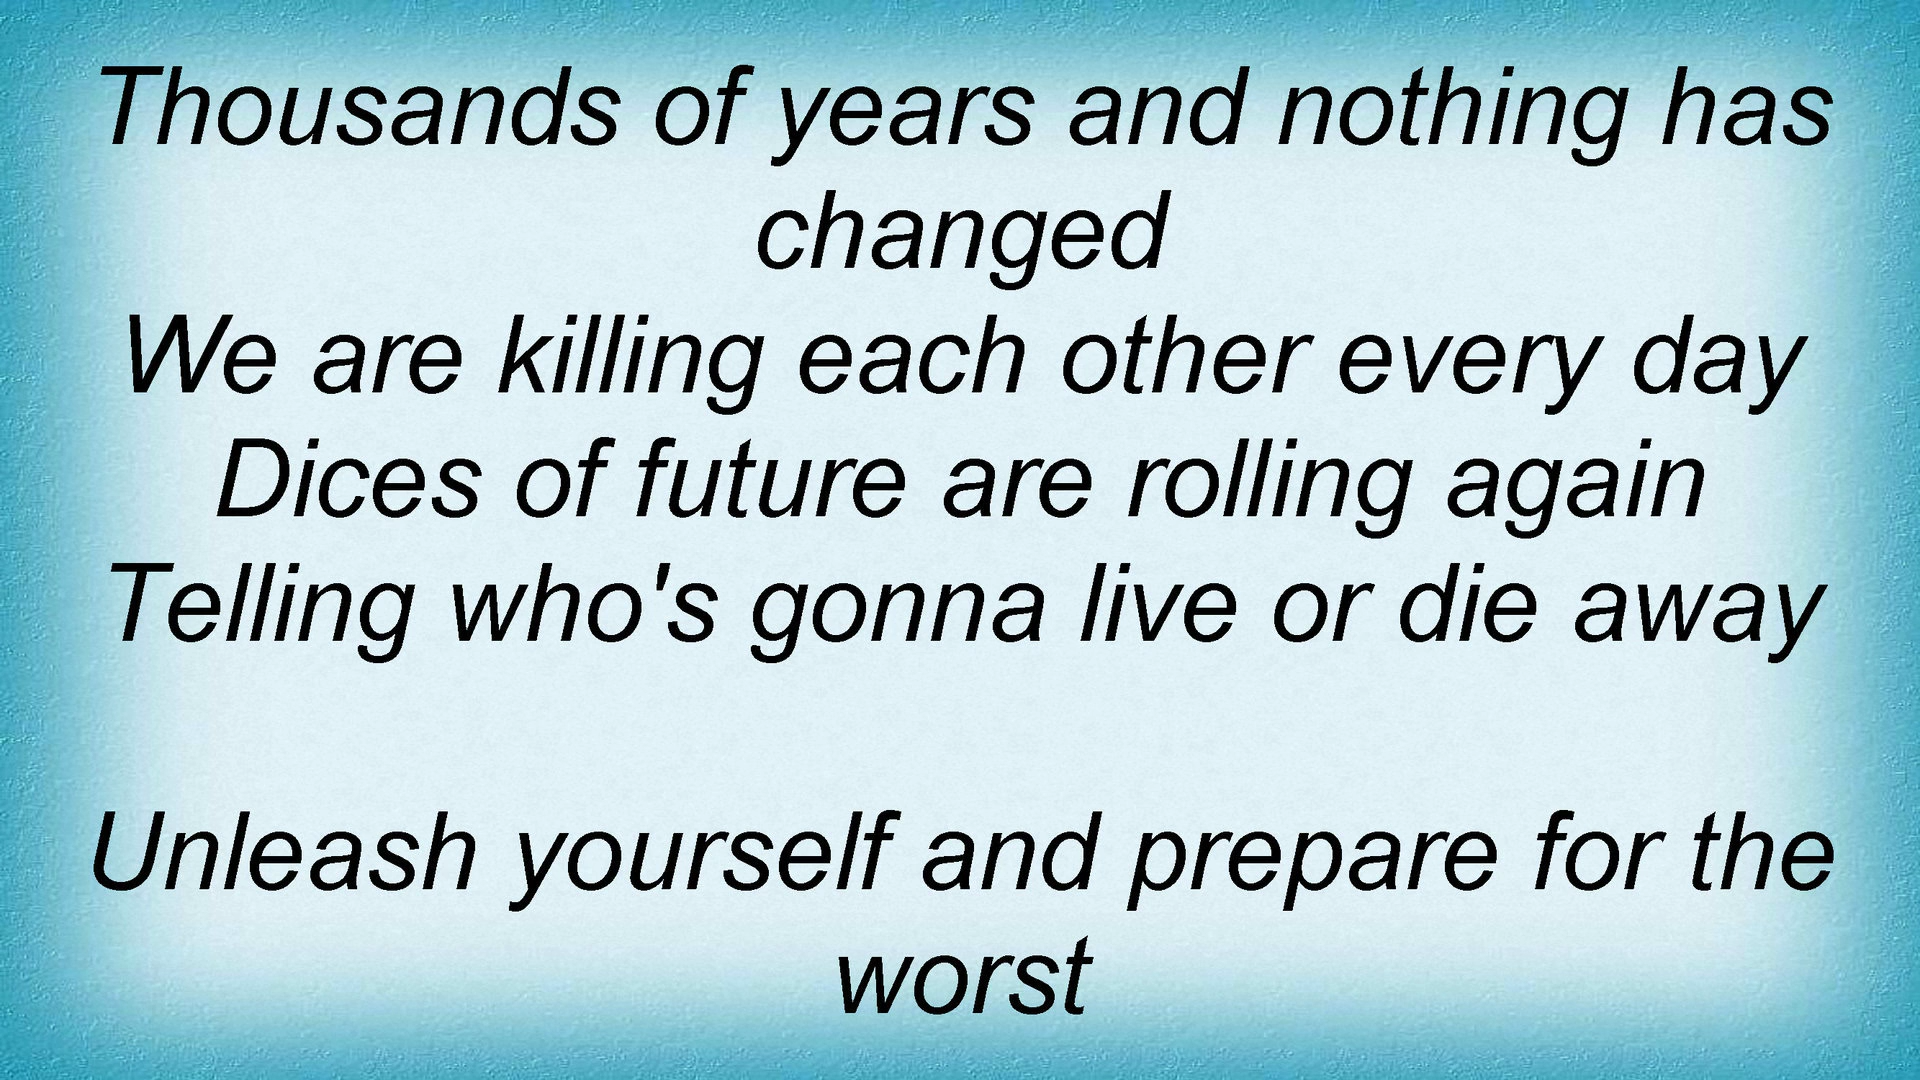 Thousands of years and nothing has
changed
We are killing each other every day
Dices of future are rolling again
Telling who's gonna live or die away
Unleash yourself and prepare for the
worst